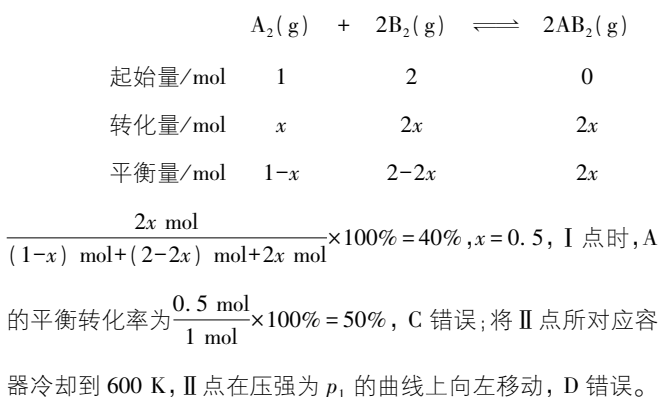 A₂(g) + 2B₂(g) ⇌ 2AB₂(g)
起始量/mol 1 2 0
转化量/mol x 2x 2x
平衡量/mol 1-x 2-2x 2x
2x mol/((1-x) mol+(2-2x) mol+2x mol)×100%=40%,x=0.5, Ⅰ点时,A
的平衡转化率为0.5 mol/1 mol×100%=50%, C 错误;将Ⅱ点所对应容
器冷却到 600 K,Ⅱ点在压强为 p₁ 的曲线上向左移动, D 错误。